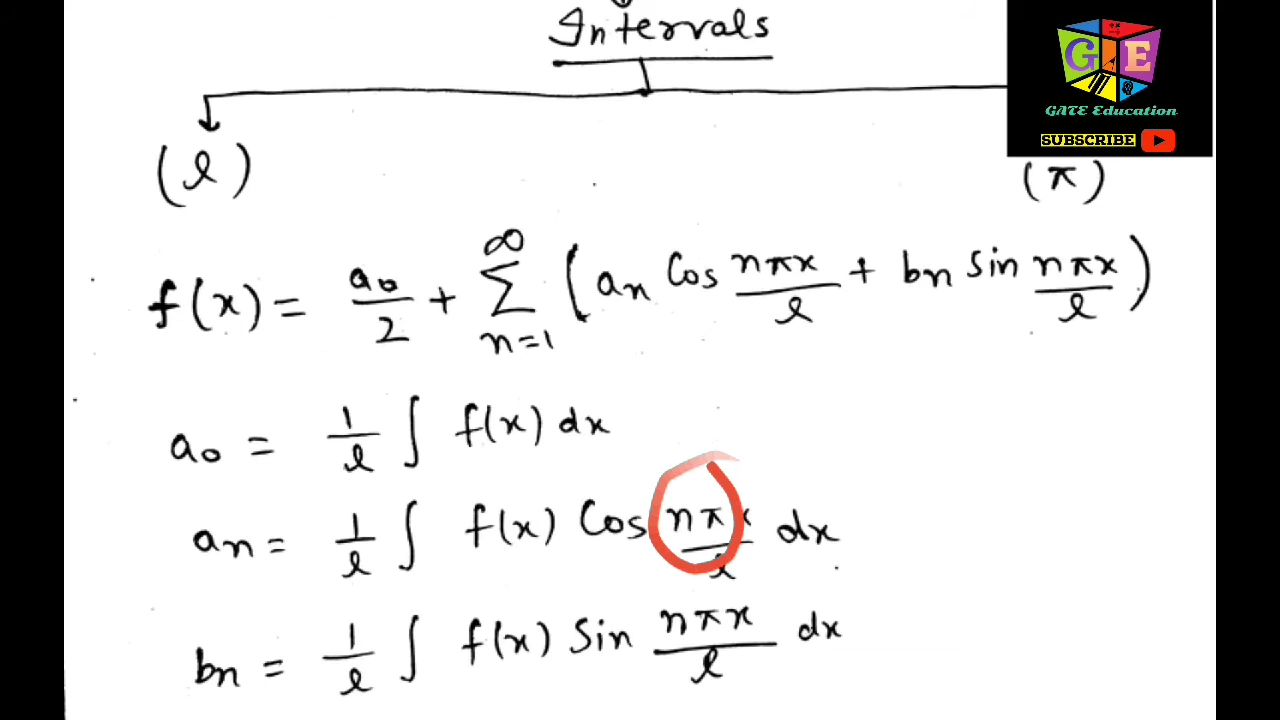 Intervals
GATE Education
SUBSCRIBE
(l)
(π)
f(x) = a0/2 + ∑ n=1 ∞ (an Cos nπx/l + bn Sin nπx/l)
a0 = 1/l ∫ f(x) dx
an = 1/l ∫ f(x) Cos nπx/l dx
bn = 1/l ∫ f(x) Sin nπx/l dx